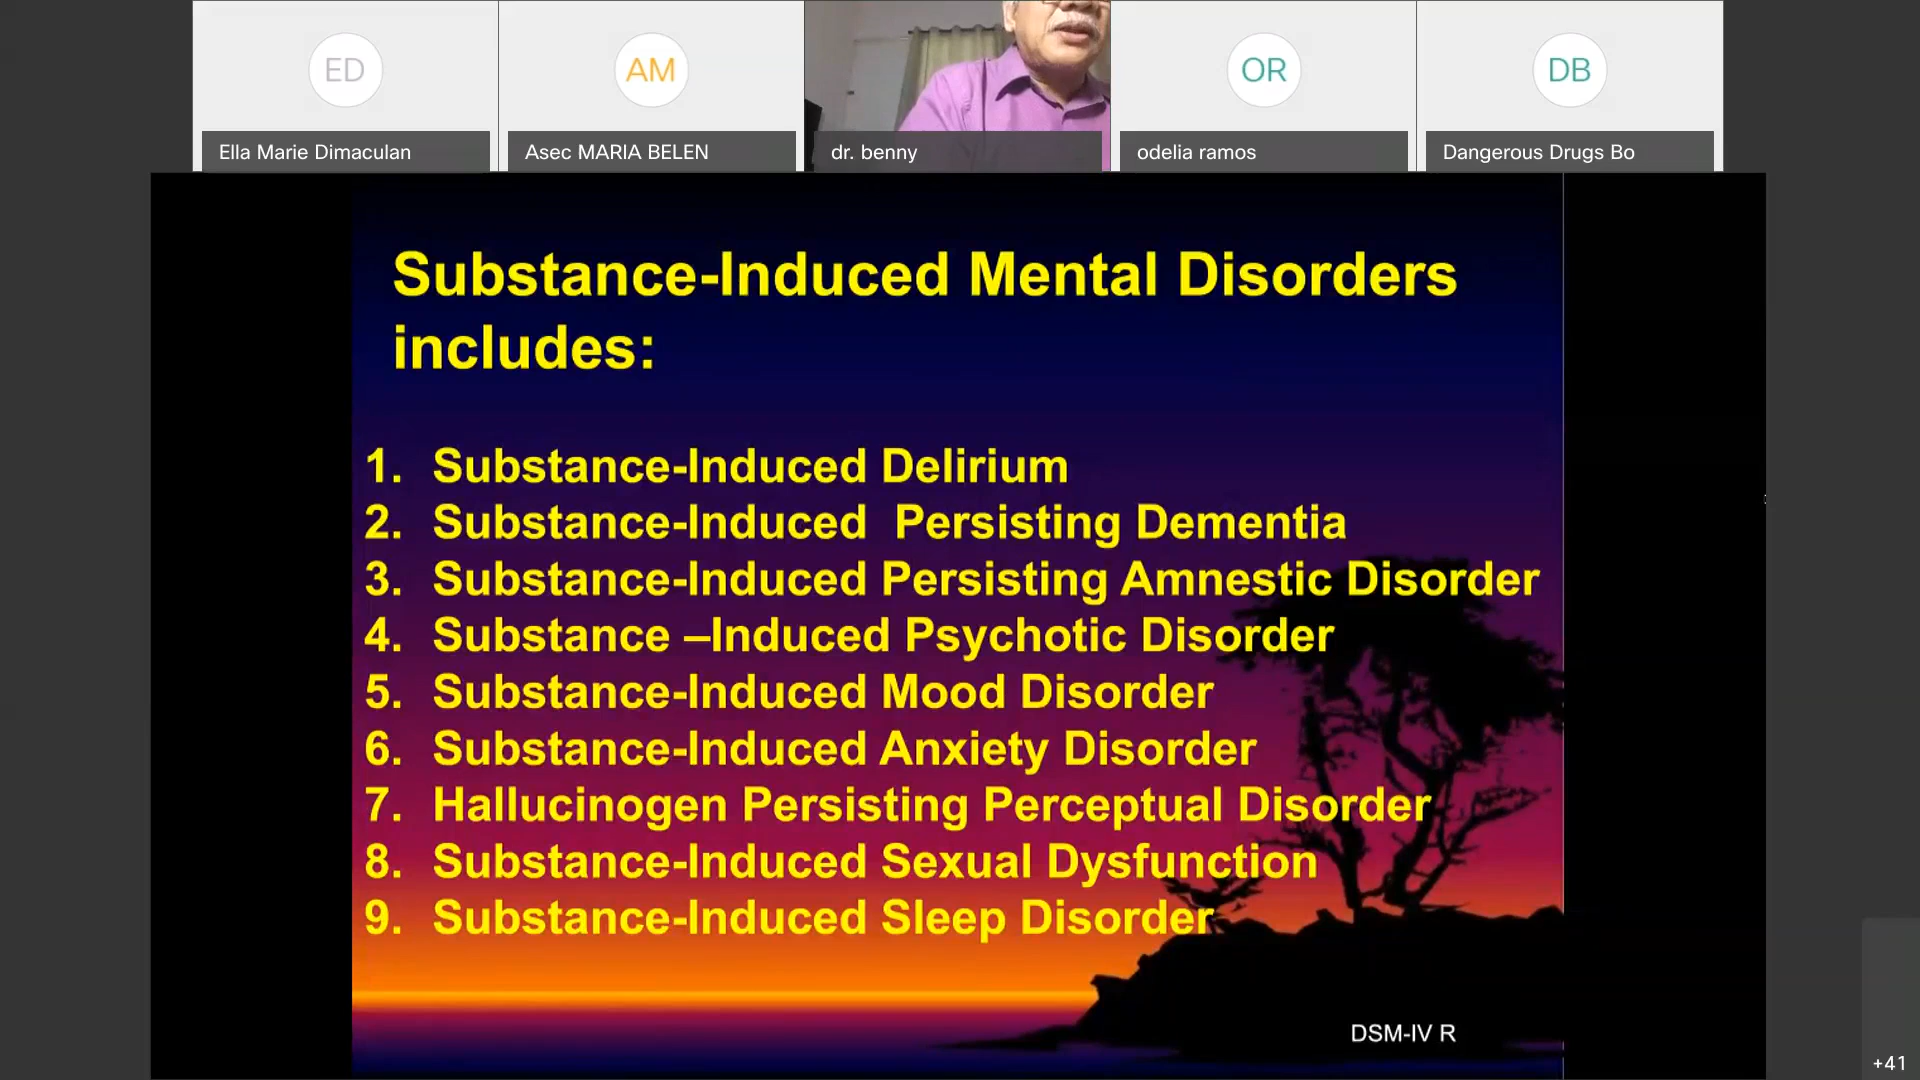 ED
AM
OR
DB
Ella Marie Dimaculan
Asec MARIA BELEN
dr. benny
odelia ramos
Dangerous Drugs Bo
Substance-Induced Mental Disorders
includes:
1. Substance-Induced Delirium
2. Substance-Induced  Persisting Dementia
3. Substance-Induced Persisting Amnestic Disorder
4. Substance –Induced Psychotic Disorder
5. Substance-Induced Mood Disorder
6. Substance-Induced Anxiety Disorder
7. Hallucinogen Persisting Perceptual Disorder
8. Substance-Induced Sexual Dysfunction
9. Substance-Induced Sleep Disorder
DSM-IV R
+41